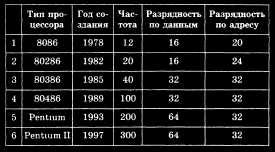 Тип про- Год со- Час- Разрядность Разрядность
цессора здания тота по данным по адресу
1 8086 1978 12 16 20
2 80286 1982 20 16 24
3 80386 1985 40 32 32
4 80486 1989 100 32 32
5 Pentium 1993 200 64 32
6 Pentium II 1997 300 64 32